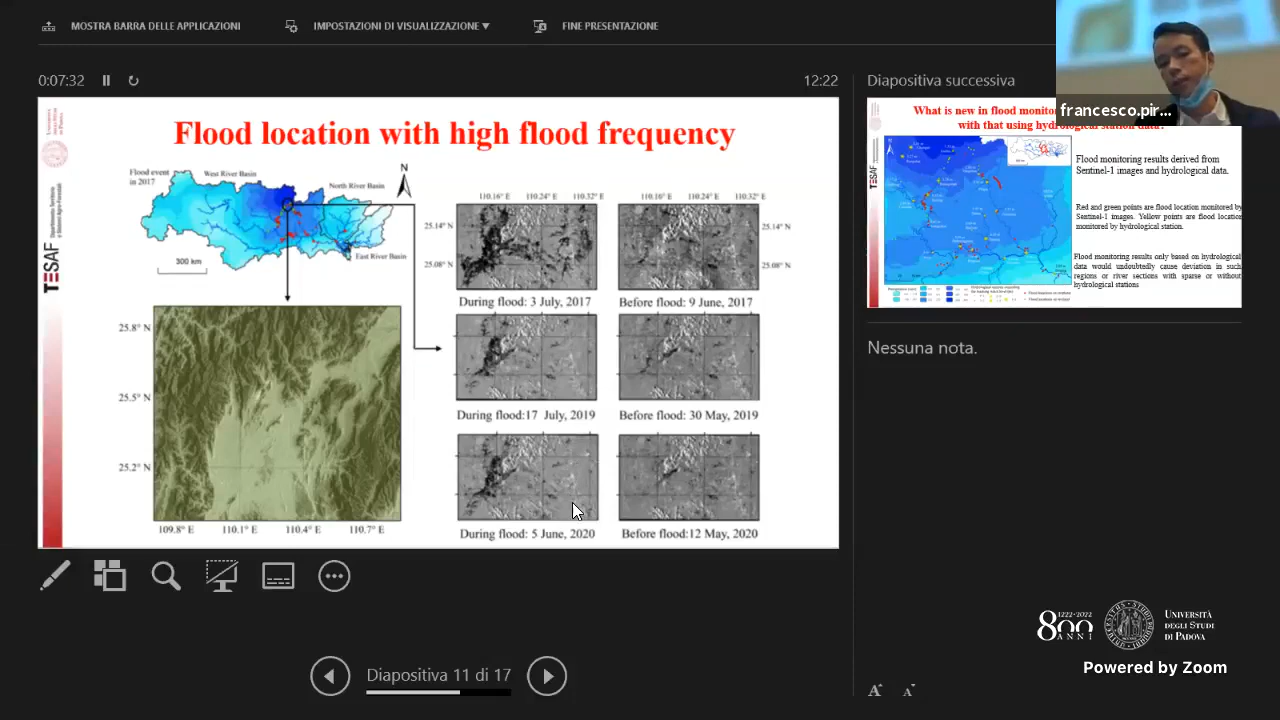 MOSTRA BARRA DELLE APPLICAZIONI
IMPOSTAZIONI DI VISUALIZZAZIONE
FINE PRESENTAZIONE
0:07:32
12:22
Diapositiva successiva
francesco.pir...
Flood location with high flood frequency
Flood event
in 2017
West River Basin
North River Basin
East River Basin
N
300 km
110.16° E 110.24° E 110.32° E
110.16° E 110.24° E 110.32° E
25.14° N
25.08° N
25.14° N
25.08° N
During flood: 3 July, 2017
Before flood: 9 June, 2017
During flood:17 July, 2019
Before flood: 30 May, 2019
During flood: 5 June, 2020
Before flood:12 May, 2020
25.8° N
25.5° N
25.2° N
109.8° E 110.1° E 110.4° E 110.7° E
TESAF
What is new in flood monitor
with that using hydrological station data?
Flood monitoring results derived from
Sentinel-1 images and hydrological data.
Red and green points are flood location monitored by
Sentinel-1 images. Yellow points are flood location
monitored by hydrological station.
Flood monitoring results only based on hydrological
data would undoubtedly cause deviation in such
regions or river sections with sparse or without
hydrological stations
Nessuna nota.
Diapositiva 11 di 17
1222·2022
800
ANNI
UNIVERSITÀ
DEGLI STUDI
DI PADOVA
Powered by Zoom
A A